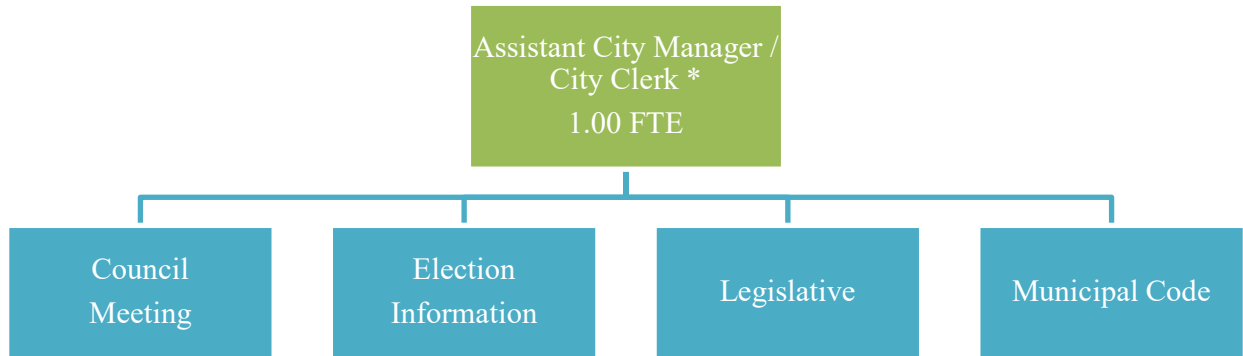 Assistant City Manager /
City Clerk *
1.00 FTE
Council
Meeting
Election
Information
Legislative
Municipal Code